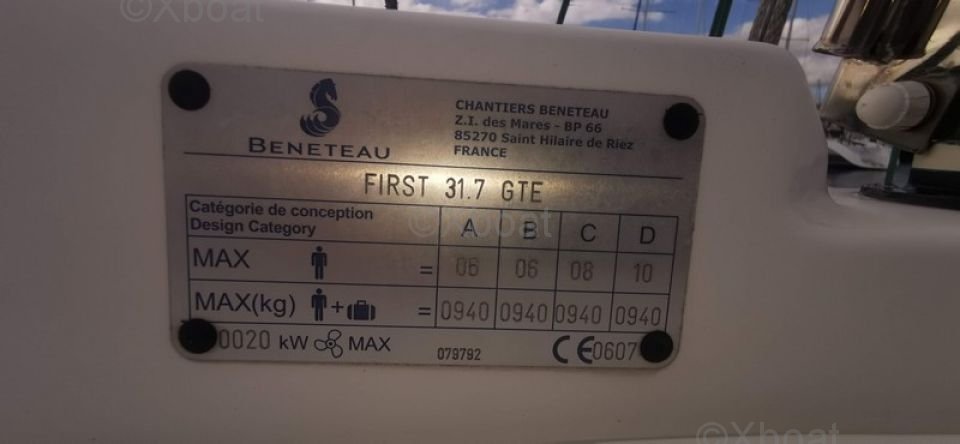 ©Xboat
BENETEAU
CHANTIERS BENETEAU
Z.I. des Mares - BP 66
85270 Saint Hilaire de Riez
FRANCE
FIRST 31.7 GTE
Catégorie de conception
Design Category
A B C D
©Xboat
MAX = 06 06 08 10
MAX(kg) + = 0940 0940 0940 0940
0020 kW MAX 079792 CE0607
©Xboat